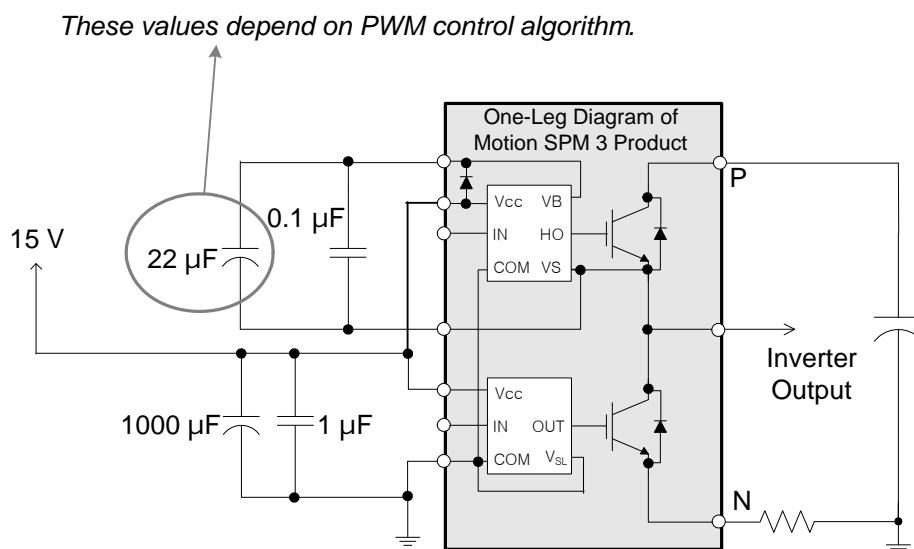 These values depend on PWM control algorithm.
One-Leg Diagram of
Motion SPM 3 Product
P
Vcc VB
0.1 µF
IN HO
15 V
22 µF
COM VS
Inverter
Output
Vcc
1000 µF 1 µF
IN OUT
COM VSL
N